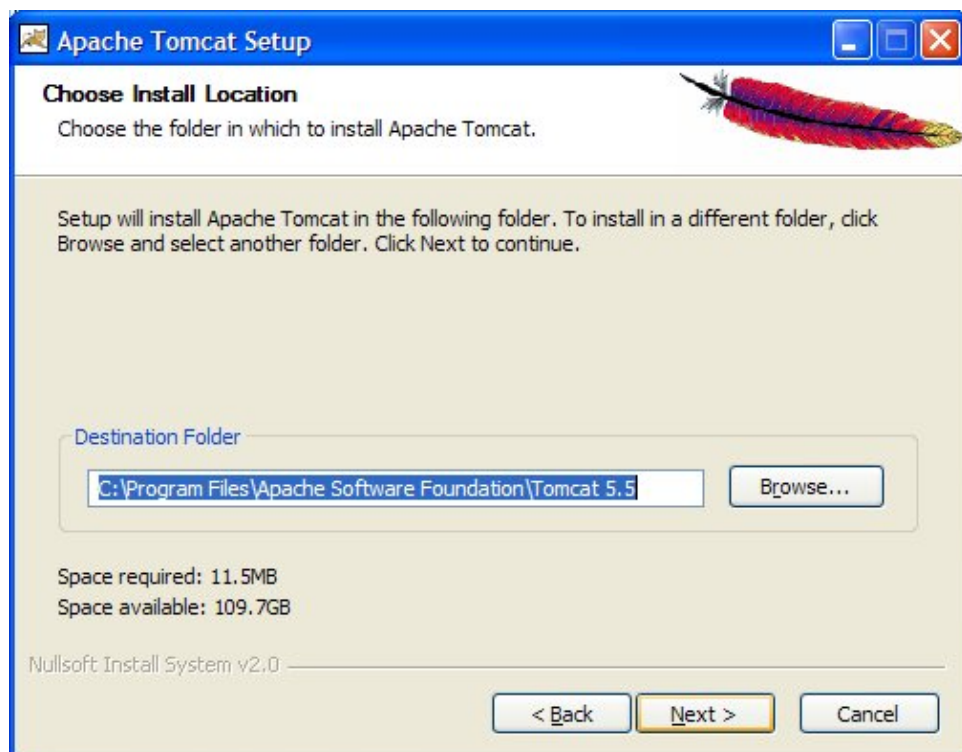 Apache Tomcat Setup
Choose Install Location
Choose the folder in which to install Apache Tomcat.
Setup will install Apache Tomcat in the following folder. To install in a different folder, click
Browse and select another folder. Click Next to continue.
Destination Folder
C:\Program Files\Apache Software Foundation\Tomcat 5.5
Browse...
Space required: 11.5MB
Space available: 109.7GB
Nullsoft Install System v2.0
< Back
Next >
Cancel